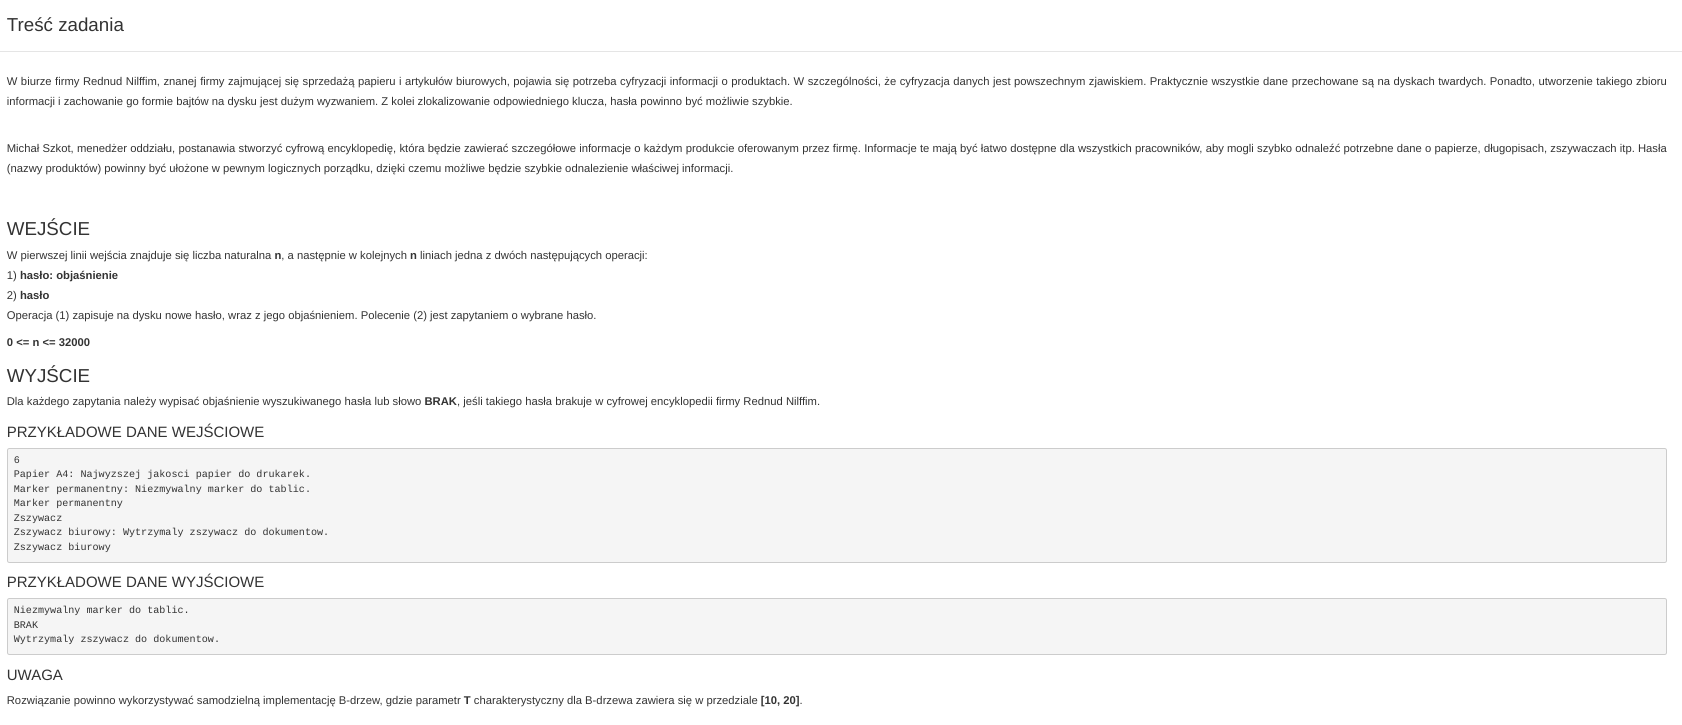 Treść zadania
W biurze firmy Rednud Nilffim, znanej firmy zajmującej się sprzedażą papieru i artykułów biurowych, pojawia się potrzeba cyfryzacji informacji o produktach. W szczególności, że cyfryzacja danych jest powszechnym zjawiskiem. Praktycznie wszystkie dane przechowane są na dyskach twardych. Ponadto, utworzenie takiego zbioru
informacji i zachowanie go formie bajtów na dysku jest dużym wyzwaniem. Z kolei zlokalizowanie odpowiedniego klucza, hasła powinno być możliwie szybkie.
Michał Szkot, menedżer oddziału, postanawia stworzyć cyfrową encyklopedię, która będzie zawierać szczegółowe informacje o każdym produkcie oferowanym przez firmę. Informacje te mają być łatwo dostępne dla wszystkich pracowników, aby mogli szybko odnaleźć potrzebne dane o papierze, długopisach, zszywaczach itp. Hasła
(nazwy produktów) powinny być ułożone w pewnym logicznych porządku, dzięki czemu możliwe będzie szybkie odnalezienie właściwej informacji.
WEJŚCIE
W pierwszej linii wejścia znajduje się liczba naturalna n, a następnie w kolejnych n liniach jedna z dwóch następujących operacji:
1) hasło: objaśnienie
2) hasło
Operacja (1) zapisuje na dysku nowe hasło, wraz z jego objaśnieniem. Polecenie (2) jest zapytaniem o wybrane hasło.
0 <= n <= 32000
WYJŚCIE
Dla każdego zapytania należy wypisać objaśnienie wyszukiwanego hasła lub słowo BRAK, jeśli takiego hasła brakuje w cyfrowej encyklopedii firmy Rednud Nilffim.
PRZYKŁADOWE DANE WEJŚCIOWE
6
Papier A4: Najwyzszej jakosci papier do drukarek.
Marker permanentny: Niezmywalny marker do tablic.
Marker permanentny
Zszywacz
Zszywacz biurowy: Wytrzymaly zszywacz do dokumentow.
Zszywacz biurowy
PRZYKŁADOWE DANE WYJŚCIOWE
Niezmywalny marker do tablic.
BRAK
Wytrzymaly zszywacz do dokumentow.
UWAGA
Rozwiązanie powinno wykorzystywać samodzielną implementację B-drzew, gdzie parametr T charakterystyczny dla B-drzewa zawiera się w przedziale [10, 20].